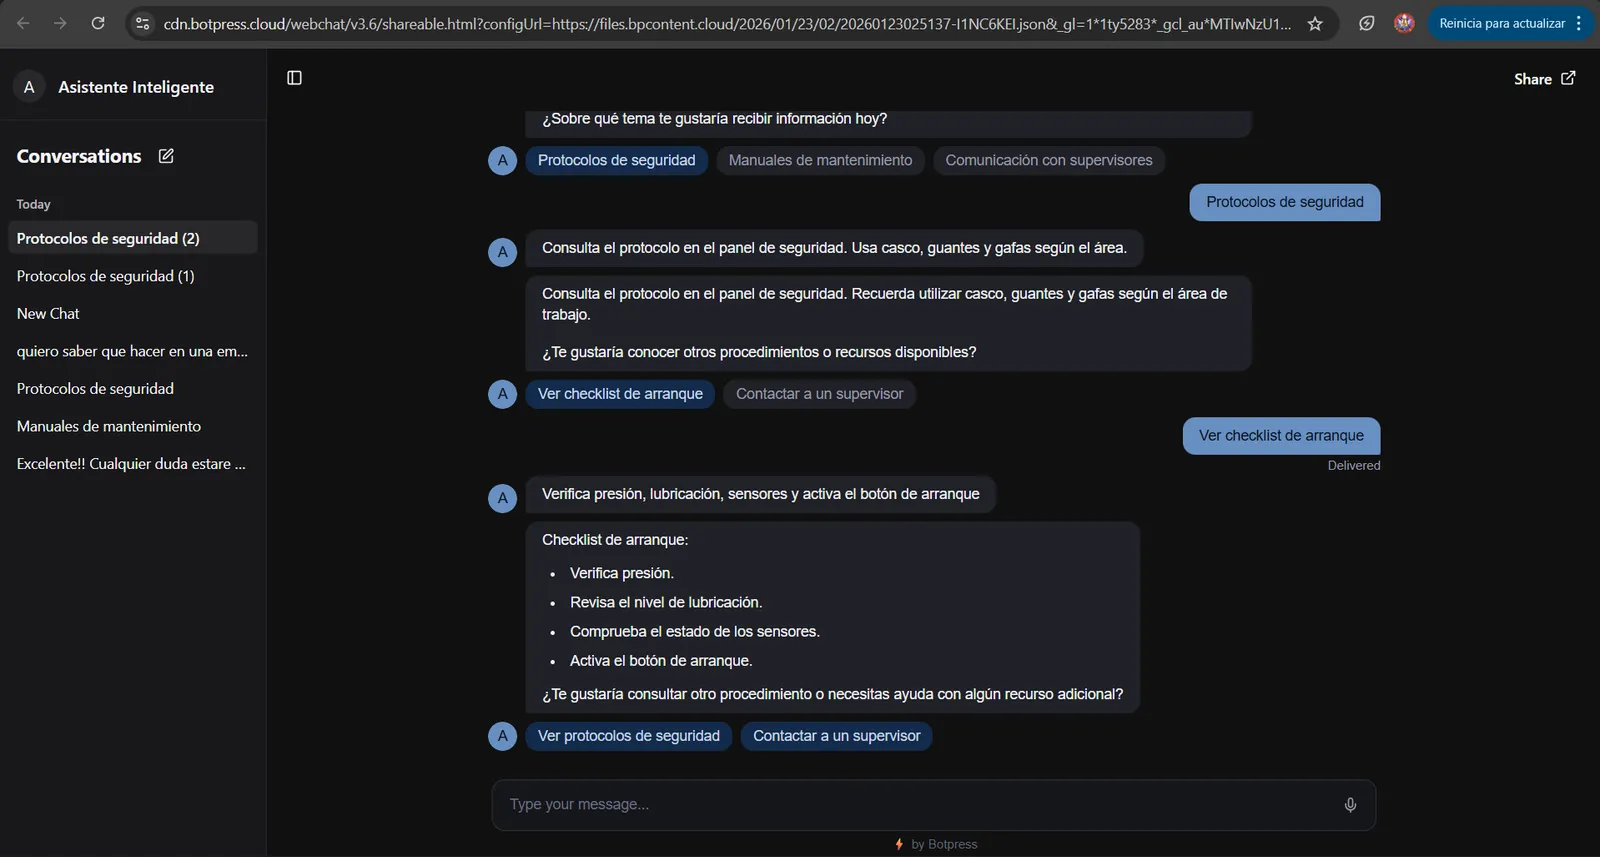 cdn.botpress.cloud/webchat/v3.6/shareable.html?configUrl=https://files.bpcontent.cloud/2026/01/23/02/20260123025137-I1NC6KEI.json&_gl=1*1ty5283*_gcl_au*MTIwNzU1...
Reinicia para actualizar
A
Asistente Inteligente
Share
Conversations
Today
Protocolos de seguridad (2)
Protocolos de seguridad (1)
New Chat
quiero saber que hacer en una em...
Protocolos de seguridad
Manuales de mantenimiento
Excelente!! Cualquier duda estare ...
¿Sobre qué tema te gustaría recibir información hoy?
A
Protocolos de seguridad
Manuales de mantenimiento
Comunicación con supervisores
Protocolos de seguridad
A
Consulta el protocolo en el panel de seguridad. Usa casco, guantes y gafas según el área.
Consulta el protocolo en el panel de seguridad. Recuerda utilizar casco, guantes y gafas según el área de
trabajo.
¿Te gustaría conocer otros procedimientos o recursos disponibles?
A
Ver checklist de arranque
Contactar a un supervisor
Ver checklist de arranque
Delivered
A
Verifica presión, lubricación, sensores y activa el botón de arranque
Checklist de arranque:
• Verifica presión.
• Revisa el nivel de lubricación.
• Comprueba el estado de los sensores.
• Activa el botón de arranque.
¿Te gustaría consultar otro procedimiento o necesitas ayuda con algún recurso adicional?
A
Ver protocolos de seguridad
Contactar a un supervisor
Type your message...
by Botpress